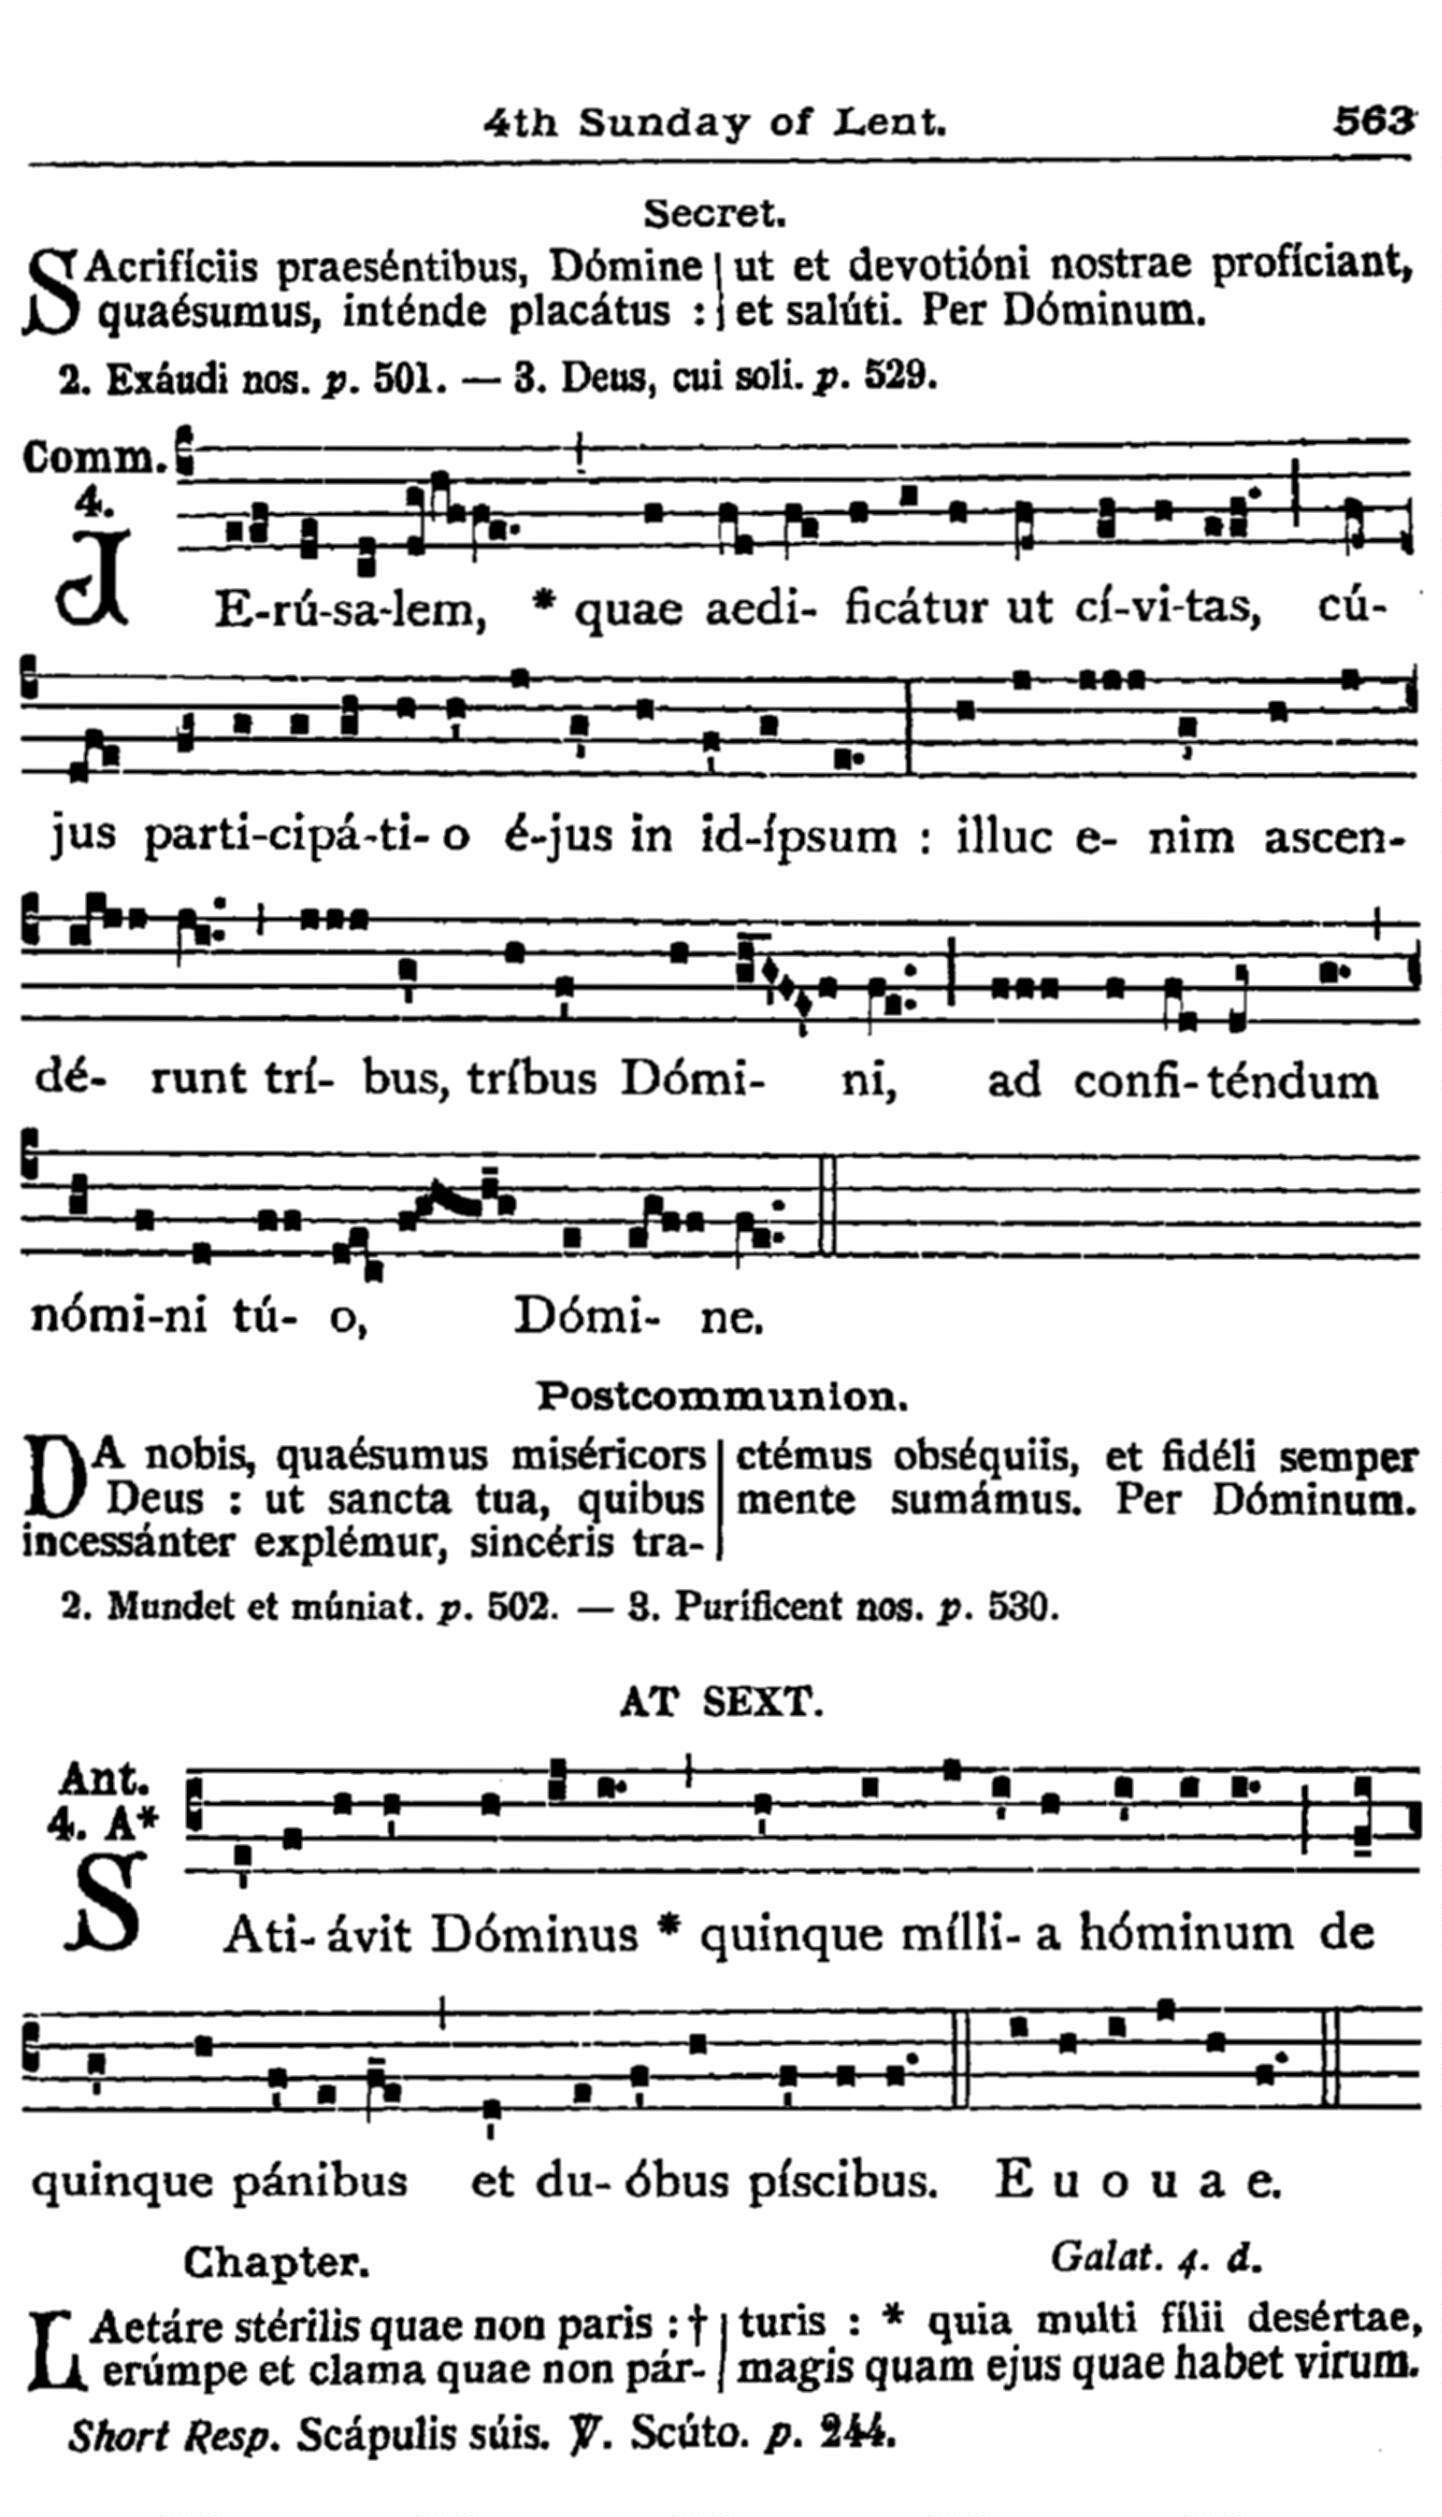 4th Sunday of Lent. 563
Secret.
SAcrifíciis praeséntibus, Dómine
quaésumus, inténde placátus :
ut et devotióni nostrae profíciant,
et salúti. Per Dóminum.
2. Exáudi nos. p. 501. — 3. Deus, cui soli. p. 529.
Comm.
4.
JE-rú-sa-lem, * quae aedi- ficátur ut cí-vi-tas, cú-
jus parti-cipá-ti- o é-jus in id-ípsum : illuc e- nim ascen-
dé- runt trí- bus, tríbus Dómi- ni, ad confi-téndum
nómi-ni tú- o, Dómi- ne.
Postcommunion.
DA nobis, quaésumus miséricors
Deus : ut sancta tua, quibus
incessánter explémur, sincéris tra-
ctémus obséquiis, et fidéli semper
mente sumámus. Per Dóminum.
2. Mundet et múniat. p. 502. — 3. Puríficent nos. p. 530.
AT SEXT.
Ant.
4. A*
SAti- ávit Dóminus * quinque mílli- a hóminum de
quinque pánibus et du- óbus píscibus. E u o u a e.
Chapter. Galat. 4. d.
LAetáre stérilis quae non paris : †
erúmpe et clama quae non pár-
turis : * quia multi fílii desértae,
magis quam ejus quae habet virum.
Short Resp. Scápulis súis. ℣. Scúto. p. 244.